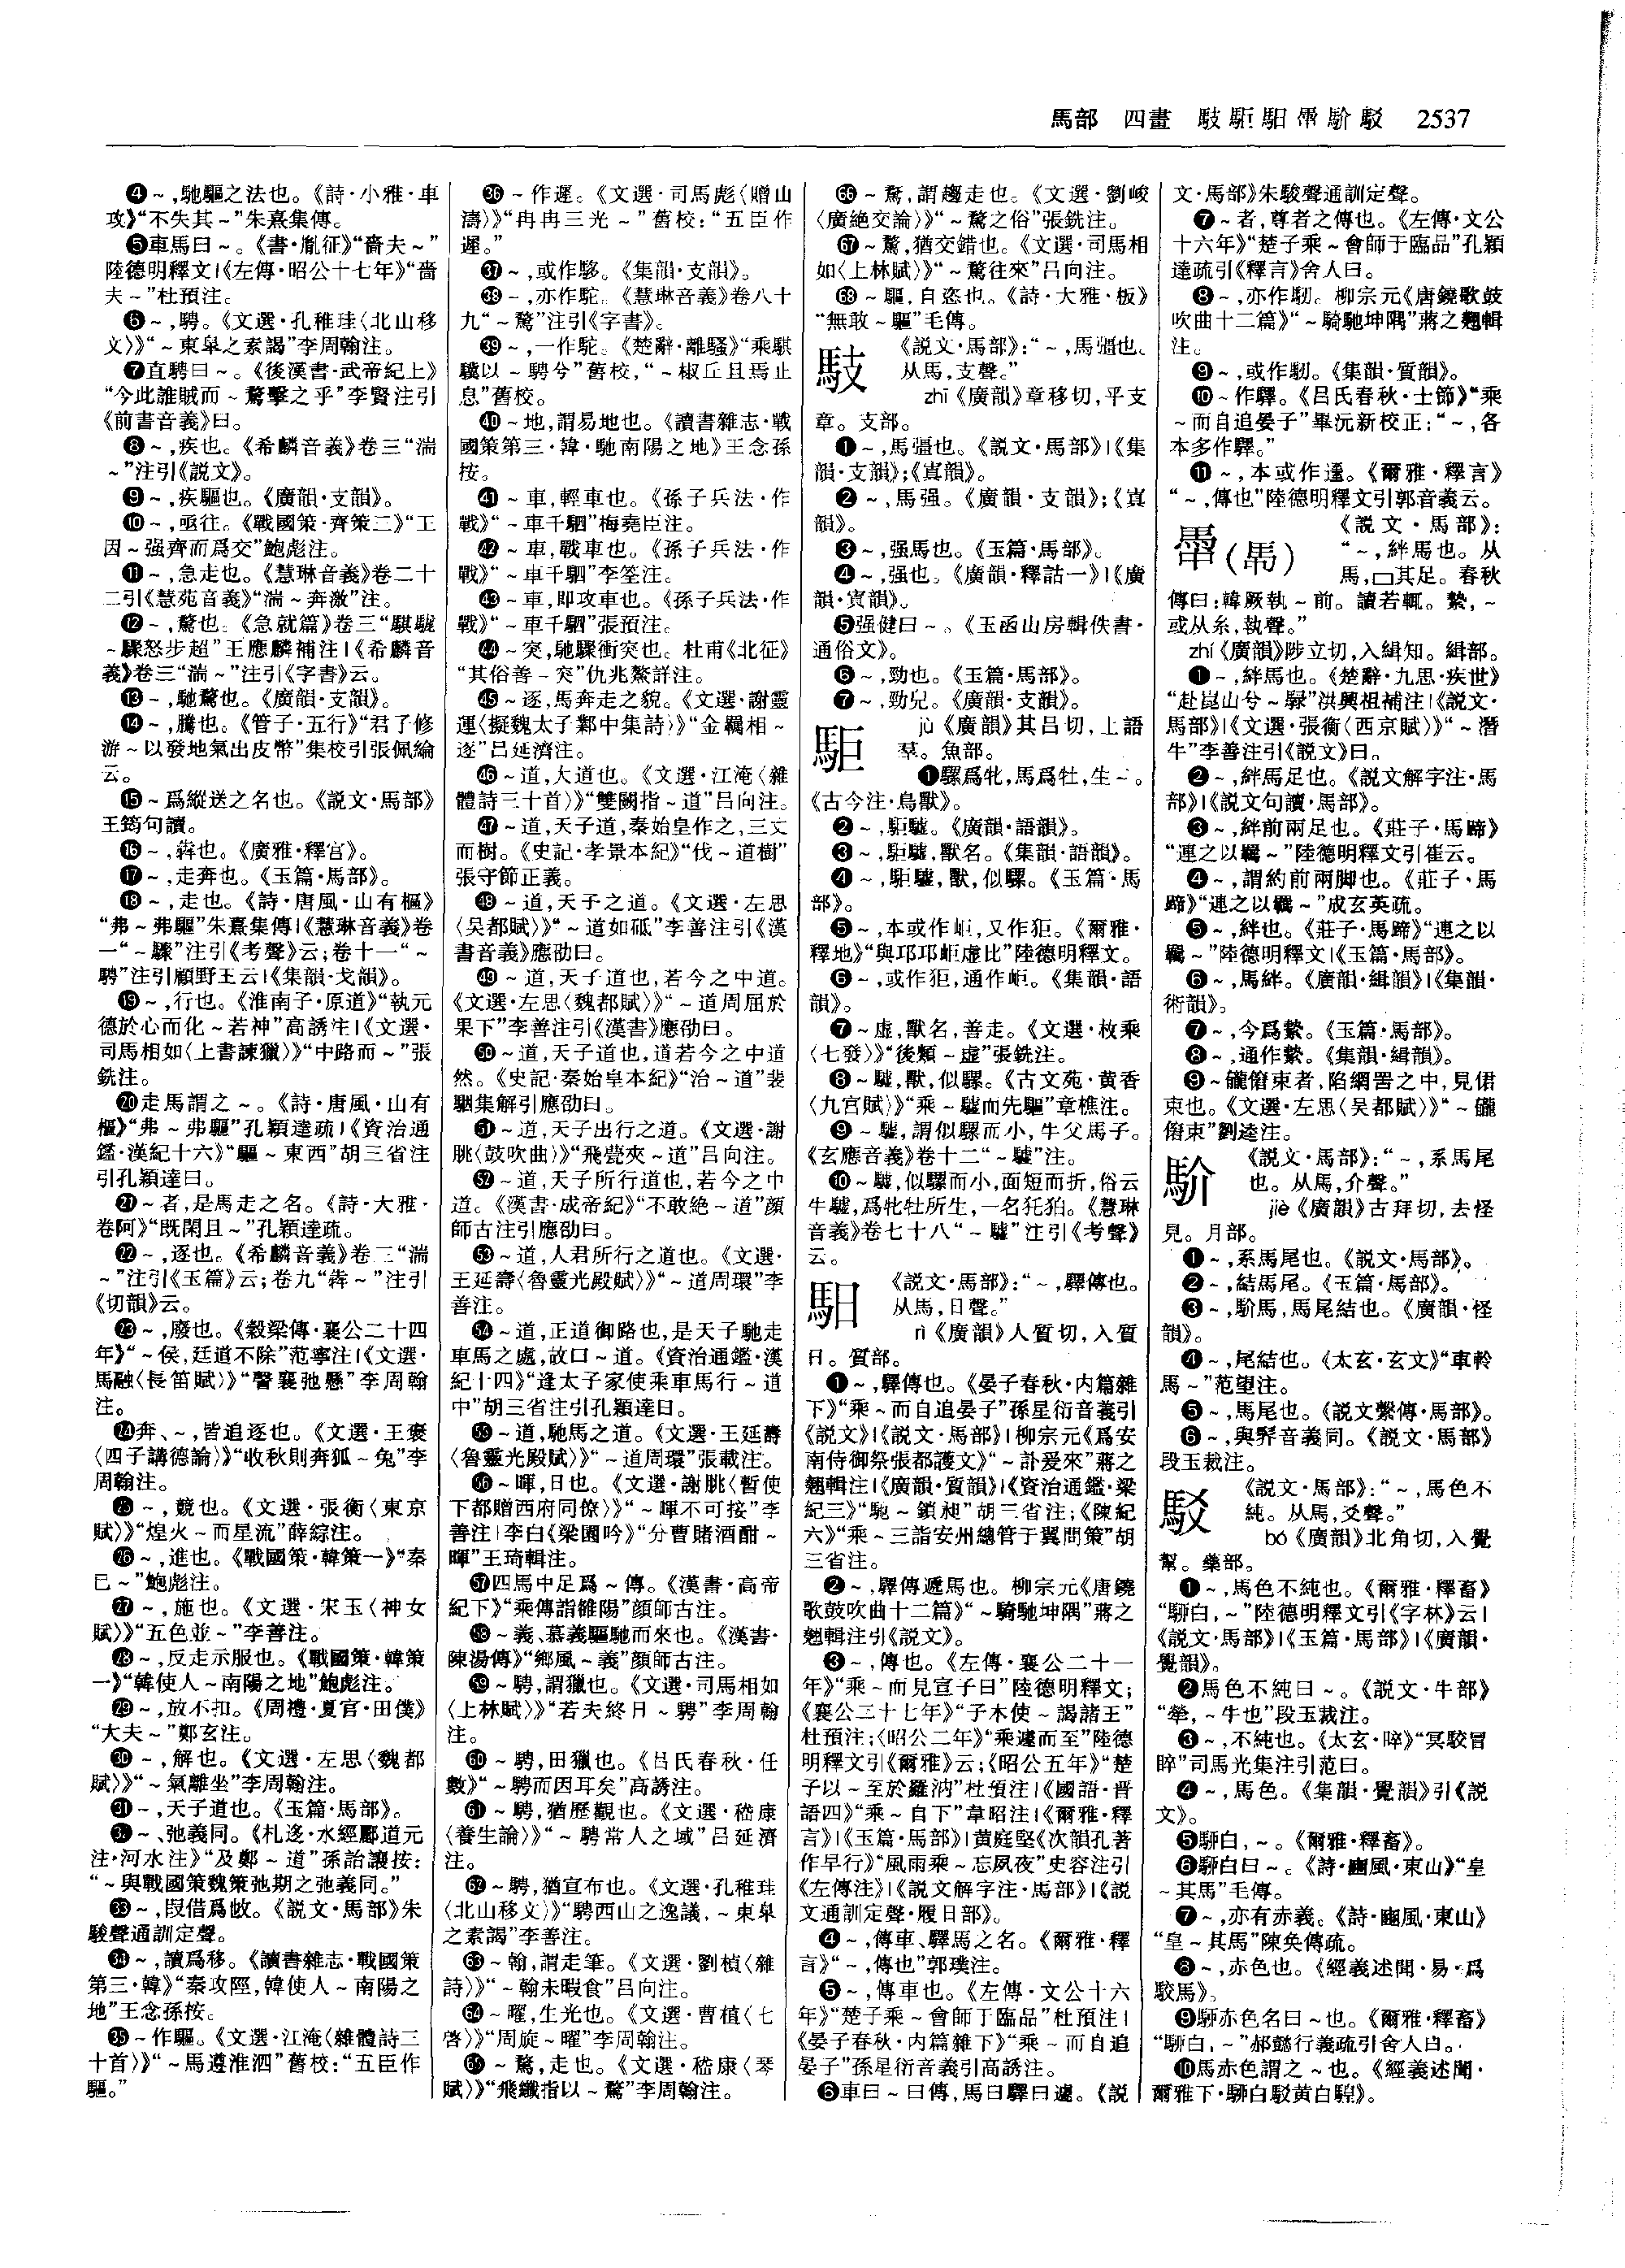 馬部 四畫 馶駏馹馽駘駁 2537
❹～,馳驅之法也。《詩·小雅·車
攻》“不失其～”朱熹集傳。
❺車馬曰～。《書·胤征》“嗇夫～”
陸德明釋文|《左傳·昭公十七年》“嗇
夫～”杜預注。
❻～,騁。《文選·孔稚珪〈北山移
文〉》“～東皋之素謁”李周翰注。
❼直騁曰～。《後漢書·武帝紀上》
“今此誰賊而～驚擊之乎”李賢注引
《前書音義》曰。
❽～,疾也。《希麟音義》卷三“湍
～”注引《説文》。
❾～,疾驅也。《廣韻·支韻》。
❿～,亟往。《戰國策·齊策二》“王
因～强齊而爲交”鮑彪注。
⓫～,急走也。《慧琳音義》卷二十
二引《慧苑音義》“湍～奔激”注。
⓬～,騖也。《急就篇》卷三“騏駹
～驟怒步超”王應麟補注|《希麟音
義》卷三“湍～”注引《字書》云。
⓭～,馳騖也。《廣韻·支韻》。
⓮～,騰也。《管子·五行》“君子修
游～以發地氣出皮幣”集校引張佩綸
云。
⓯～爲縱送之名也。《説文·馬部》
王筠句讀。
⓰～,犇也。《廣雅·釋宫》。
⓱～,走奔也。《玉篇·馬部》。
⓲～,走也。《詩·唐風·山有樞》
“弗～弗驅”朱熹集傳|《慧琳音義》卷
一“～驟”注引《考聲》云;卷十一“～
騁”注引顧野王云|《集韻·戈韻》。
⓳～,行也。《淮南子·原道》“執元
德於心而化～若神”高誘注|《文選·
司馬相如〈上書諫獵〉》“中路而～”張
銑注。
⓴走馬謂之～。《詩·唐風·山有
樞》“弗～弗驅”孔穎達疏|《資治通
鑑·漢紀十六》“驅～東西”胡三省注
引孔穎達曰。
㉑～者,是馬走之名。《詩·大雅·
卷阿》“既閑且～”孔穎達疏。
㉒～,逐也。《希麟音義》卷三“湍
～”注引《玉篇》云;卷九“犇～”注引
《切韻》云。
㉓～,廢也。《穀梁傳·襄公二十四
年》“～侯,廷道不除”范寧注|《文選·
馬融〈長笛賦〉》“瞽襄弛懸”李周翰
注。
㉔奔、～,皆追逐也。《文選·王褒
〈四子講德論〉》“收秋則奔狐～兔”李
周翰注。
㉕～,競也。《文選·張衡〈東京
賦〉》“煌火～而星流”薛綜注。
㉖～,進也。《戰國策·韓策一》“秦
已～”鮑彪注。
㉗～,施也。《文選·宋玉〈神女
賦〉》“五色並～”李善注。
㉘～,反走示服也。《戰國策·韓策
一》“韓使人～南陽之地”鮑彪注。
㉙～,放不扣。《周禮·夏官·田僕》
“大夫～”鄭玄注。
㉚～,解也。《文選·左思〈魏都
賦〉》“～氣離坐”李周翰注。
㉛～,天子道也。《玉篇·馬部》。
㉜～、弛義同。《札迻·水經酈道元
注·河水注》“及鄭～道”孫詒讓按:
“～與戰國策魏策弛期之弛義同。”
㉝～,叚借爲敀。《説文·馬部》朱
駿聲通訓定聲。
㉞～,讀爲移。《讀書雜志·戰國策
第三·韓》“秦攻陘,韓使人～南陽之
地”王念孫按。
㉟～作驅。《文選·江淹〈雜體詩三
十首〉》“～馬遵淮泗”舊校:“五臣作
驅。”
㊱～作遲。《文選·司馬彪〈贈山
濤〉》“冉冉三光～”舊校:“五臣作
遲。”
㊲～,或作駞。《集韻·支韻》。
㊳～,亦作駝。《慧琳音義》卷八十
九“～騖”注引《字書》。
㊴～,一作駝。《楚辭·離騷》“乘騏
驥以～騁兮”舊校,“～椒丘且焉止
息”舊校。
㊵～地,謂易地也。《讀書雜志·戰
國策第三·韓·馳南陽之地》王念孫
按。
㊶～車,輕車也。《孫子兵法·作
戰》“～車千駟”梅堯臣注。
㊷～車,戰車也。《孫子兵法·作
戰》“～車千駟”李筌注。
㊸～車,即攻車也。《孫子兵法·作
戰》“～車千駟”張預注。
㊹～突,馳驟衝突也。杜甫《北征》
“其俗善～突”仇兆鰲詳注。
㊺～逐,馬奔走之貌。《文選·謝靈
運〈擬魏太子鄴中集詩〉》“金羈相～
逐”吕延濟注。
㊻～道,大道也。《文選·江淹〈雜
體詩三十首〉》“雙闕指～道”吕向注。
㊼～道,天子道,秦始皇作之,三丈
而樹。《史記·孝景本紀》“伐～道樹”
張守節正義。
㊽～道,天子之道。《文選·左思
〈吴都賦〉》“～道如砥”李善注引《漢
書音義》應劭曰。
㊾～道,天子道也,若今之中道。
《文選·左思〈魏都賦〉》“～道周屈於
果下”李善注引《漢書》應劭曰。
㊿～道,天子道也,道若今之中道
然。《史記·秦始皇本紀》“治～道”裴
駰集解引應劭曰。
51～道,天子出行之道。《文選·謝
朓〈鼓吹曲〉》“飛甍夾～道”吕向注。
52～道,天子所行道也,若今之中
道。《漢書·成帝紀》“不敢絶～道”顔
師古注引應劭曰。
53～道,人君所行之道也。《文選·
王延壽〈魯靈光殿賦〉》“～道周環”李
善注。
54～道,正道御路也,是天子馳走
車馬之處,故曰～道。《資治通鑑·漢
紀十四》“逢太子家使乘車馬行～道
中”胡三省注引孔穎達曰。
55～道,馳馬之道。《文選·王延壽
〈魯靈光殿賦〉》“～道周環”張載注。
56～暉,日也。《文選·謝朓〈暫使
下都贈西府同僚〉》“～暉不可接”李
善注|李白《梁園吟》“分曹賭酒酣～
暉”王琦輯注。
57四馬中足爲～傳。《漢書·高帝
紀下》“乘傳詣雒陽”顔師古注。
58～義、慕義驅馳而來也。《漢書·
陳湯傳》“鄉風～義”顔師古注。
59～騁,謂獵也。《文選·司馬相如
〈上林賦〉》“若夫終日～騁”李周翰
注。
60～騁,田獵也。《吕氏春秋·任
數》“～騁而因耳矣”高誘注。
61～騁,猶歷觀也。《文選·嵇康
〈養生論〉》“～騁常人之域”吕延濟
注。
62～騁,猶宣布也。《文選·孔稚珪
〈北山移文〉》“騁西山之逸議,～東皋
之素謁”李善注。
63～翰,謂走筆。《文選·劉楨〈雜
詩〉》“～翰未暇食”吕向注。
64～曜,生光也。《文選·曹植〈七
啓〉》“周旋～曜”李周翰注。
65～騖,走也。《文選·嵇康〈琴
賦〉》“飛纖指以～騖”李周翰注。
66～騖,謂趨走也。《文選·劉峻
〈廣絶交論〉》“～騖之俗”張銑注。
67～騖,猶交錯也。《文選·司馬相
如〈上林賦〉》“～騖往來”吕向注。
68～驅,自恣也。《詩·大雅·板》
“無敢～驅”毛傳。
馶
《説文·馬部》:“～,馬彊也。
从馬,支聲。”
zhī《廣韻》章移切,平支
章。支部。
❶～,馬彊也。《説文·馬部》|《集
韻·支韻》;《寘韻》。
❷～,馬强。《廣韻·支韻》;《寘
韻》。
❸～,强馬也。《玉篇·馬部》。
❹～,强也。《廣韻·釋詁一》|《廣
韻·寘韻》。
❺强健曰～。《玉函山房輯佚書·
通俗文》。
❻～,勁也。《玉篇·馬部》。
❼～,勁皃。《廣韻·支韻》。
駏
jù《廣韻》其吕切,上語
羣。魚部。
❶騾爲牝,馬爲牡,生～。
《古今注·鳥獸》。
❷～,駏驉。《廣韻·語韻》。
❸～,駏驉,獸名。《集韻·語韻》。
❹～,駏驉,獸,似騾。《玉篇·馬
部》。
❺～,本或作岠,又作狟。《爾雅·
釋地》“與邛邛岠虚比”陸德明釋文。
❻～,或作狟,通作岠。《集韻·語
韻》。
❼～虚,獸名,善走。《文選·枚乘
〈七發〉》“後類～虚”張銑注。
❽～驉,獸,似騾。《古文苑·黄香
〈九宫賦〉》“乘～驉而先驅”章樵注。
❾～驉,謂似騾而小,牛父馬子。
《玄應音義》卷十二“～驉”注。
❿～驉,似騾而小,面短而折,俗云
牛驉,爲牝牡所生,一名㹀狛。《慧琳
音義》卷七十八“～驉”注引《考聲》
云。
馹
《説文·馬部》:“～,驛傳也。
从馬,日聲。”
rì《廣韻》人質切,入質
日。質部。
❶～,驛傳也。《晏子春秋·内篇雜
下》“乘～而自追晏子”孫星衍音義引
《説文》|《説文·馬部》|柳宗元《爲安
南侍御祭張都護文》“～訃爰來”蔣之
翹輯注|《廣韻·質韻》|《資治通鑑·梁
紀三》“馳～鎖昶”胡三省注;《陳紀
六》“乘～三詣安州總管于翼問策”胡
三省注。
❷～,驛傳遞馬也。柳宗元《唐鐃
歌鼓吹曲十二篇》“～騎馳坤隅”蔣之
翹輯注引《説文》。
❸～,傳也。《左傳·襄公二十一
年》“乘～而見宣子曰”陸德明釋文;
《襄公二十七年》“子木使～謁諸王”
杜預注;《昭公二年》“乘遽而至”陸德
明釋文引《爾雅》云;《昭公五年》“楚
子以～至於羅汭”杜預注|《國語·晋
語四》“乘～自下”韋昭注|《爾雅·釋
言》|《玉篇·馬部》|黄庭堅《次韻孔著
作早行》“風雨乘～忘夙夜”史容注引
《左傳注》|《説文解字注·馬部》|《説
文通訓定聲·履日部》。
❹～,傳車、驛馬之名。《爾雅·釋
言》“～,傳也”郭璞注。
❺～,傳車也。《左傳·文公十六
年》“楚子乘～會師于臨品”杜預注|
《晏子春秋·内篇雜下》“乘～而自追
晏子”孫星衍音義引高誘注。
❻車曰～曰傳,馬曰驛曰遽。《説
文·馬部》朱駿聲通訓定聲。
❼～者,尊者之傳也。《左傳·文公
十六年》“楚子乘～會師于臨品”孔穎
達疏引《釋言》舍人曰。
❽～,亦作䭿。柳宗元《唐鐃歌鼓
吹曲十二篇》“～騎馳坤隅”蔣之翹輯
注。
❾～,或作䭿。《集韻·質韻》。
❿～作驛。《吕氏春秋·士節》“乘
～而自追晏子”畢沅新校正:“～,各
本多作驛。”
⓫～,本或作遷。《爾雅·釋言》
“～,傳也”陸德明釋文引郭音義云。
馽(馬)
《説文·馬部》:
“～,絆馬也。从
馬,口其足。春秋
傳曰:韓厥執～前。讀若輒。縶,～
或从糸,執聲。”
zhí《廣韻》陟立切,入緝知。緝部。
❶～,絆馬也。《楚辭·九思·疾世》
“赴崑山兮～騄”洪興祖補注|《説文·
馬部》|《文選·張衡〈西京賦〉》“～潛
牛”李善注引《説文》曰。
❷～,絆馬足也。《説文解字注·馬
部》|《説文句讀·馬部》。
❸～,絆前兩足也。《莊子·馬蹄》
“連之以羈～”陸德明釋文引崔云。
❹～,謂約前兩脚也。《莊子·馬
蹄》“連之以羈～”成玄英疏。
❺～,絆也。《莊子·馬蹄》“連之以
羈～”陸德明釋文|《玉篇·馬部》。
❻～,馬絆。《廣韻·緝韻》|《集韻·
術韻》。
❼～,今爲縶。《玉篇·馬部》。
❽～,通作縶。《集韻·緝韻》。
❾～龓僒束者,陷網罟之中,見僒
束也。《文選·左思〈吴都賦〉》“～龓
僒束”劉逵注。
馻
《説文·馬部》:“～,系馬尾
也。从馬,介聲。”
jiè《廣韻》古拜切,去怪
見。月部。
❶～,系馬尾也。《説文·馬部》。
❷～,結馬尾。《玉篇·馬部》。
❸～,䯰馬,馬尾結也。《廣韻·怪
韻》。
❹～,尾結也。《太玄·玄文》“車軨
馬～”范望注。
❺～,馬尾也。《説文繫傳·馬部》。
❻～,與髻音義同。《説文·馬部》
段玉裁注。
駁
《説文·馬部》:“～,馬色不
純。从馬,爻聲。”
bó《廣韻》北角切,入覺
幫。藥部。
❶～,馬色不純也。《爾雅·釋畜》
“駵白,～”陸德明釋文引《字林》云|
《説文·馬部》|《玉篇·馬部》|《廣韻·
覺韻》。
❷馬色不純曰～。《説文·牛部》
“犖,～牛也”段玉裁注。
❸～,不純也。《太玄·睟》“冥駮冒
睟”司馬光集注引范曰。
❹～,馬色。《集韻·覺韻》引《説
文》。
❺駵白,～。《爾雅·釋畜》。
❻駵白曰～。《詩·豳風·東山》“皇
～其馬”毛傳。
❼～,亦有赤義。《詩·豳風·東山》
“皇～其馬”陳奂傳疏。
❽～,赤色也。《經義述聞·易·爲
駮馬》。
❾駵赤色名曰～也。《爾雅·釋畜》
“駵白,～”郝懿行義疏引舍人曰。
❿馬赤色謂之～也。《經義述聞·
爾雅下·駵白駁黄白騜》。